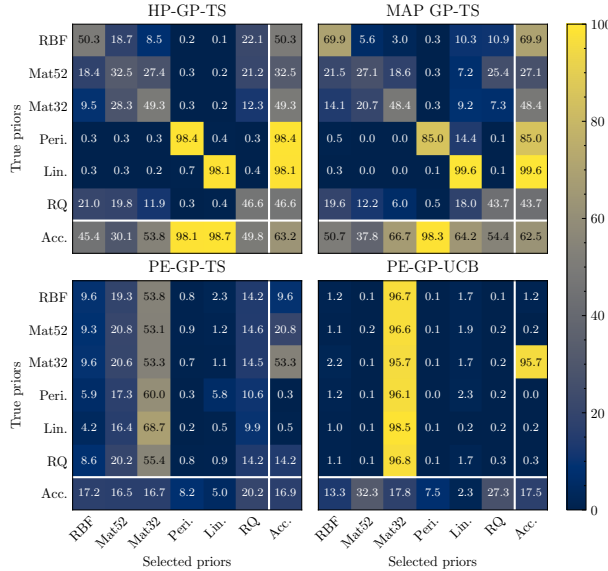 HP-GP-TS
MAP GP-TS
RBF 50.3 18.7 8.5 0.2 0.1 22.1 50.3
69.9 5.6 3.0 0.3 10.3 10.9 69.9
Mat52 18.4 32.5 27.4 0.3 0.2 21.2 32.5
21.5 27.1 18.6 0.3 7.2 25.4 27.1
Mat32 9.5 28.3 49.3 0.3 0.2 12.3 49.3
14.1 20.7 48.4 0.3 9.2 7.3 48.4
Peri. 0.3 0.3 0.3 98.4 0.4 0.3 98.4
0.5 0.0 0.0 85.0 14.4 0.1 85.0
Lin. 0.3 0.3 0.2 0.7 98.1 0.4 98.1
0.3 0.0 0.0 0.1 99.6 0.1 99.6
RQ 21.0 19.8 11.9 0.3 0.4 46.6 46.6
19.6 12.2 6.0 0.5 18.0 43.7 43.7
Acc. 45.4 30.1 53.8 98.1 98.7 49.8 63.2
50.7 37.8 66.7 98.3 64.2 54.4 62.5
True priors
PE-GP-TS
PE-GP-UCB
RBF 9.6 19.3 53.8 0.8 2.3 14.2 9.6
1.2 0.1 96.7 0.1 1.7 0.1 1.2
Mat52 9.3 20.8 53.1 0.9 1.2 14.6 20.8
1.1 0.2 96.6 0.1 1.9 0.2 0.2
Mat32 9.6 20.6 53.3 0.7 1.1 14.5 53.3
2.2 0.1 95.7 0.1 1.7 0.2 95.7
Peri. 5.9 17.3 60.0 0.3 5.8 10.6 0.3
1.2 0.1 96.1 0.0 2.3 0.2 0.0
Lin. 4.2 16.4 68.7 0.2 0.5 9.9 0.5
1.0 0.1 98.5 0.1 0.2 0.1 0.2
RQ 8.6 20.2 55.4 0.8 0.9 14.2 14.2
1.1 0.1 96.8 0.1 1.7 0.3 0.3
Acc. 17.2 16.5 16.7 8.2 5.0 20.2 16.9
13.3 32.3 17.8 7.5 2.3 27.3 17.5
True priors
RBF Mat52 Mat32 Peri. Lin. RQ Acc.
RBF Mat52 Mat32 Peri. Lin. RQ Acc.
Selected priors
Selected priors
100
80
60
40
20
0